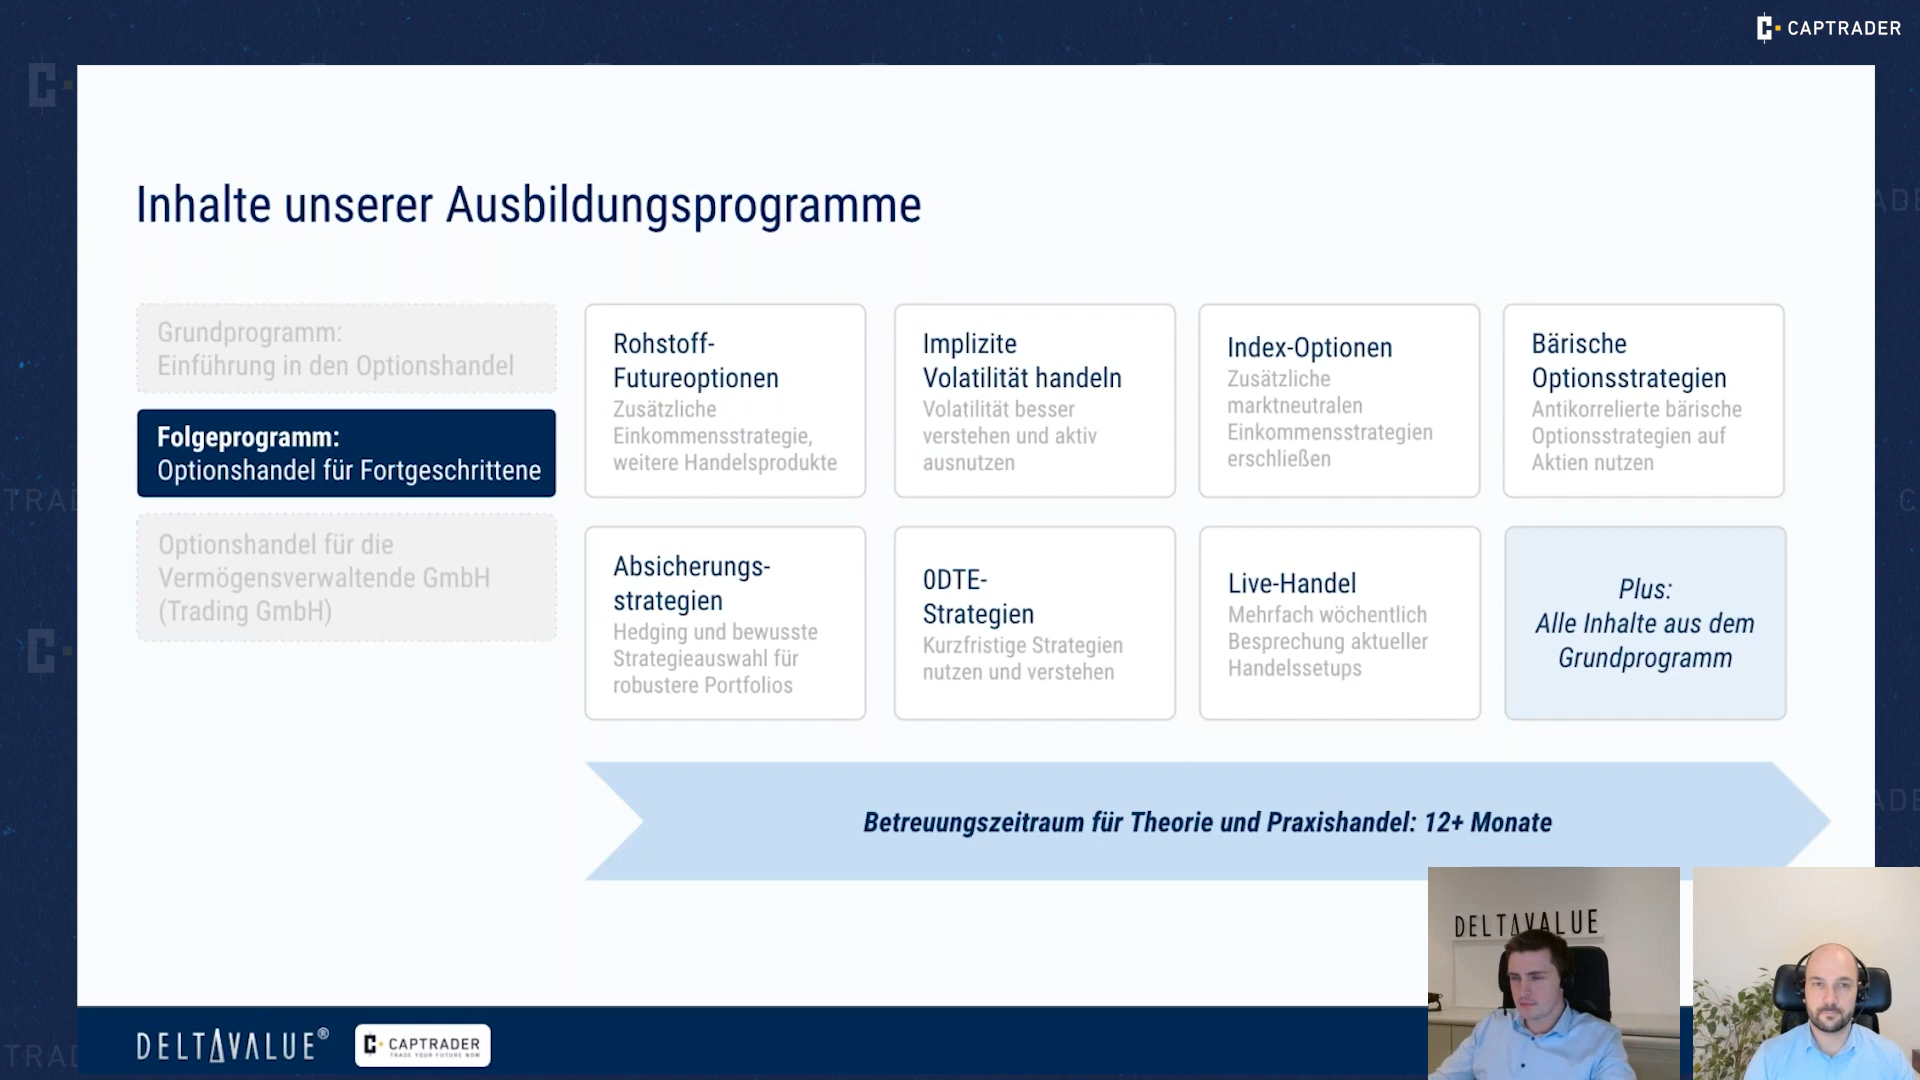 CAPTRADER
Inhalte unserer Ausbildungsprogramme
Grundprogramm:
Einführung in den Optionshandel
Folgeprogramm:
Optionshandel für Fortgeschrittene
Optionshandel für die
Vermögensverwaltende GmbH
(Trading GmbH)
Rohstoff-
Futureoptionen
Zusätzliche
Einkommensstrategie,
weitere Handelsprodukte
Implizite
Volatilität handeln
Volatilität besser
verstehen und aktiv
ausnutzen
Index-Optionen
Zusätzliche
marktneutralen
Einkommensstrategien
erschließen
Bärische
Optionsstrategien
Antikorrelierte bärische
Optionsstrategien auf
Aktien nutzen
Absicherungs-
strategien
Hedging und bewusste
Strategieauswahl für
robustere Portfolios
0DTE-
Strategien
Kurzfristige Strategien
nutzen und verstehen
Live-Handel
Mehrfach wöchentlich
Besprechung aktueller
Handelssetups
Plus:
Alle Inhalte aus dem
Grundprogramm
Betreuungszeitraum für Theorie und Praxishandel: 12+ Monate
DELTAVALUE
DELTAVALUE®
CAPTRADER
TRADE YOUR FUTURE NOW